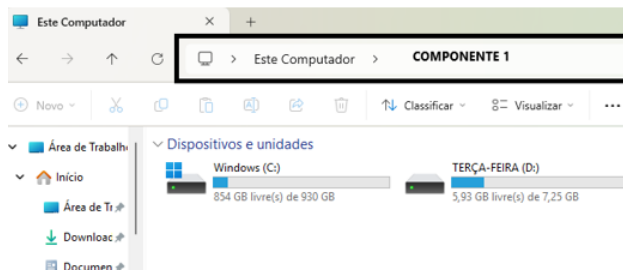 Este Computador
Este Computador
COMPONENTE 1
Novo
Classificar
Visualizar
Área de Trabalh
Dispositivos e unidades
Início
Windows (C:)
TERÇA-FEIRA (D:)
854 GB livre(s) de 930 GB
5,93 GB livre(s) de 7,25 GB
Área de Tr
Downloac
Documen